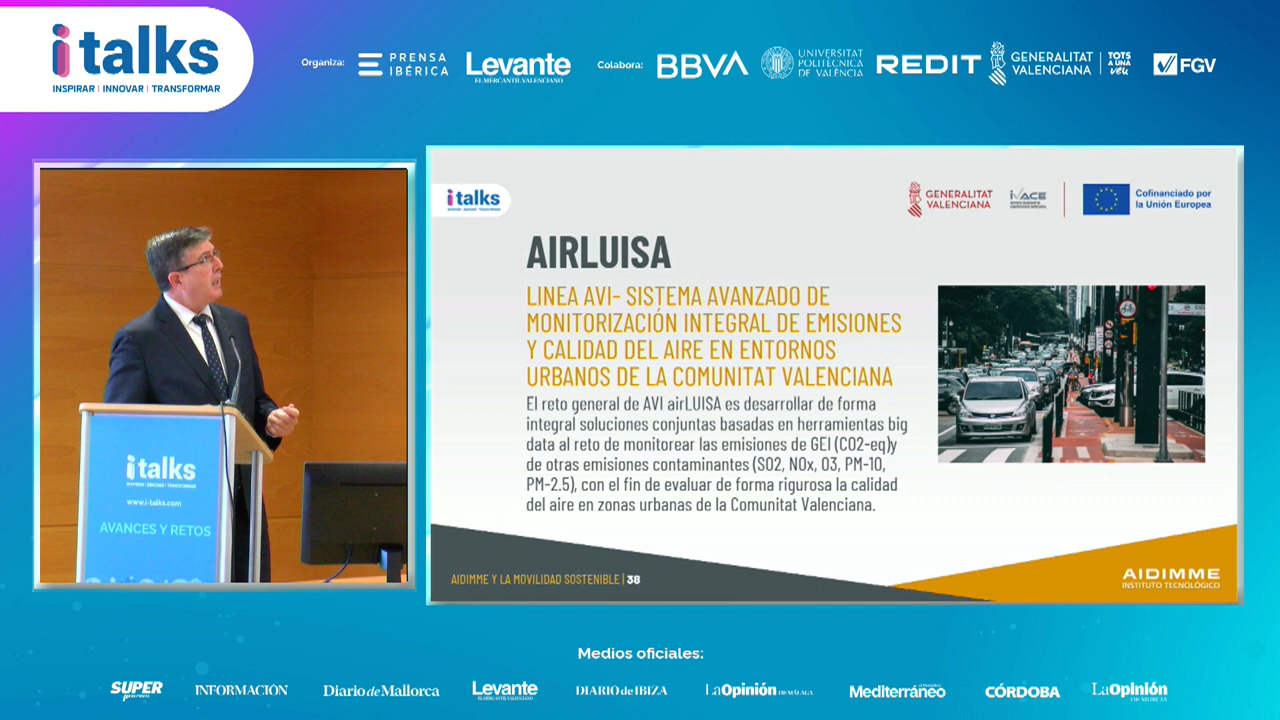 i talks
INSPIRAR | INNOVAR | TRANSFORMAR
Organiza:
PRENSA
IBÉRICA
Levante
EL MERCANTIL VALENCIANO
Colabora:
BBVA
UNIVERSITAT
POLITÈCNICA
DE VALÈNCIA
REDIT
GENERALITAT
VALENCIANA
TOTS
A UNA
veu
FGV
i talks
GENERALITAT
VALENCIANA
IVACE
Cofinanciado por
la Unión Europea
AIRLUISA
LINEA AVI- SISTEMA AVANZADO DE
MONITORIZACIÓN INTEGRAL DE EMISIONES
Y CALIDAD DEL AIRE EN ENTORNOS
URBANOS DE LA COMUNITAT VALENCIANA
El reto general de AVI airLUISA es desarrollar de forma
integral soluciones conjuntas basadas en herramientas big
data al reto de monitorear las emisiones de GEI (CO2-eq)y
de otras emisiones contaminantes (SO2, NOx, O3, PM-10,
PM-2.5), con el fin de evaluar de forma rigurosa la calidad
del aire en zonas urbanas de la Comunitat Valenciana.
AIDIMME Y LA MOVILIDAD SOSTENIBLE | 38
AIDIMME
INSTITUTO TECNOLÓGICO
i talks
INSPIRAR | INNOVAR | TRANSFORMAR
www.i-talks.com
AVANCES Y RETOS
Medios oficiales:
SUPER
INFORMACIÓN
Diario de Mallorca
Levante
EL MERCANTIL VALENCIANO
DIARIO de IBIZA
La Opinión DE MÁLAGA
Mediterráneo
CÓRDOBA
La Opinión
DE MURCIA